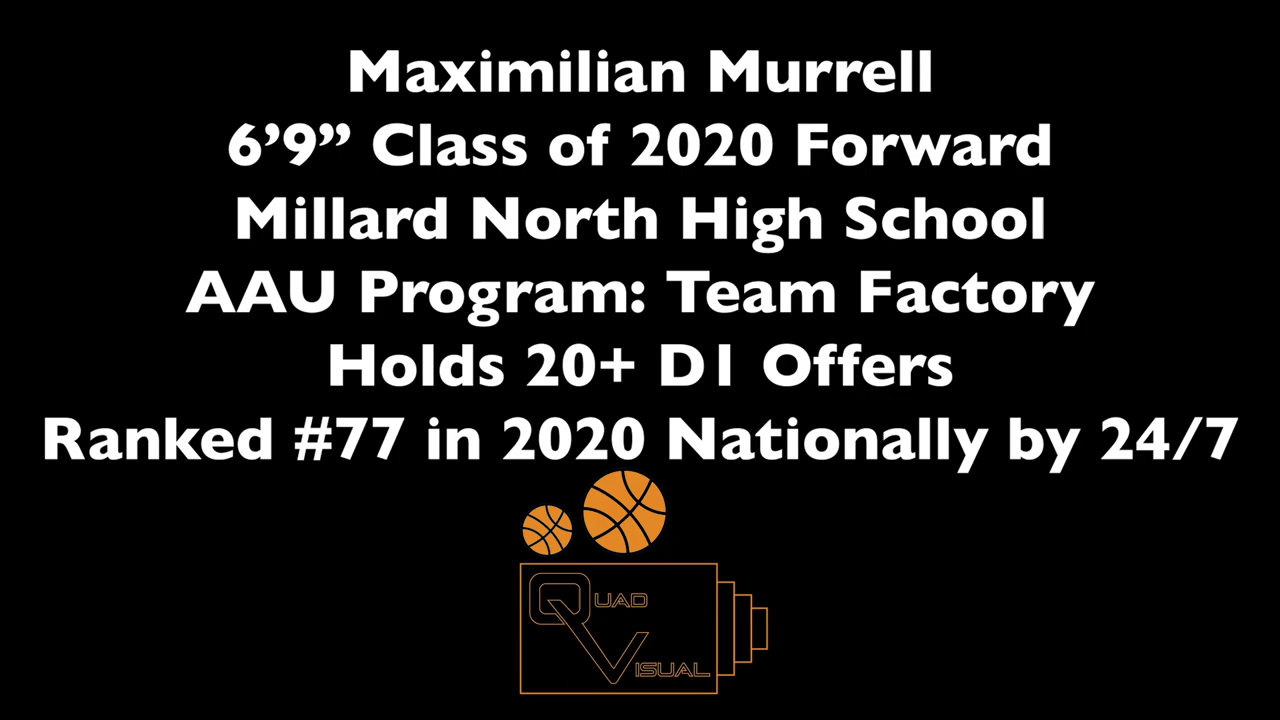 Maximilian Murrell
6’9” Class of 2020 Forward
Millard North High School
AAU Program: Team Factory
Holds 20+ D1 Offers
Ranked #77 in 2020 Nationally by 24/7
QUAD
VISUAL